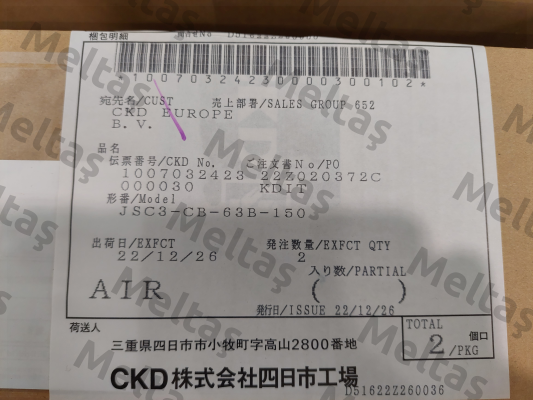 梱包明細
*10070324230000300102*
宛先名/CUST 売上部署/SALES GROUP 652
CKD EUROPE
B. V.
品名
伝票番号/CKD No. ご注文書No/PO
1007032423 22Z020372C
000030 KDIT
形番/Model
JSC3-CB-63B-150
出荷日/EXFCT 発注数量/EXFCT QTY
22/12/26 2
入り数/PARTIAL
AIR ( )
発行日/ISSUE 22/12/26
荷送人 TOTAL 個口
2 /PKG
三重県四日市市小牧町字高山2800番地
CKD株式会社四日市工場
D51622Z260036
Meltaş